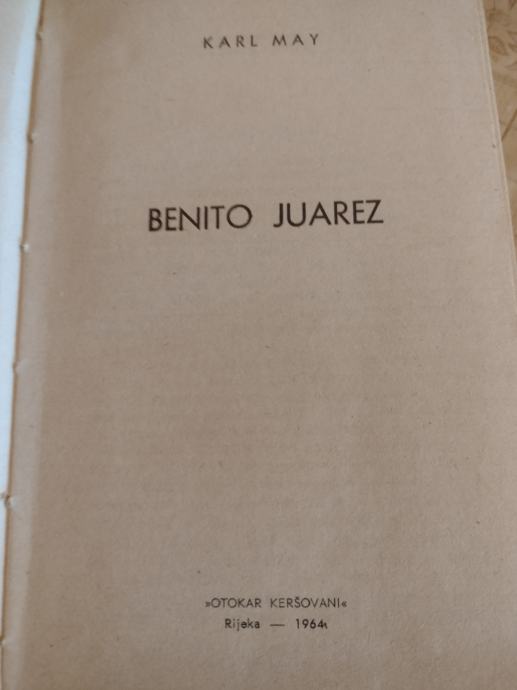 KARL MAY
BENITO JUAREZ
»OTOKAR KERŠOVANI«
Rijeka — 1964.